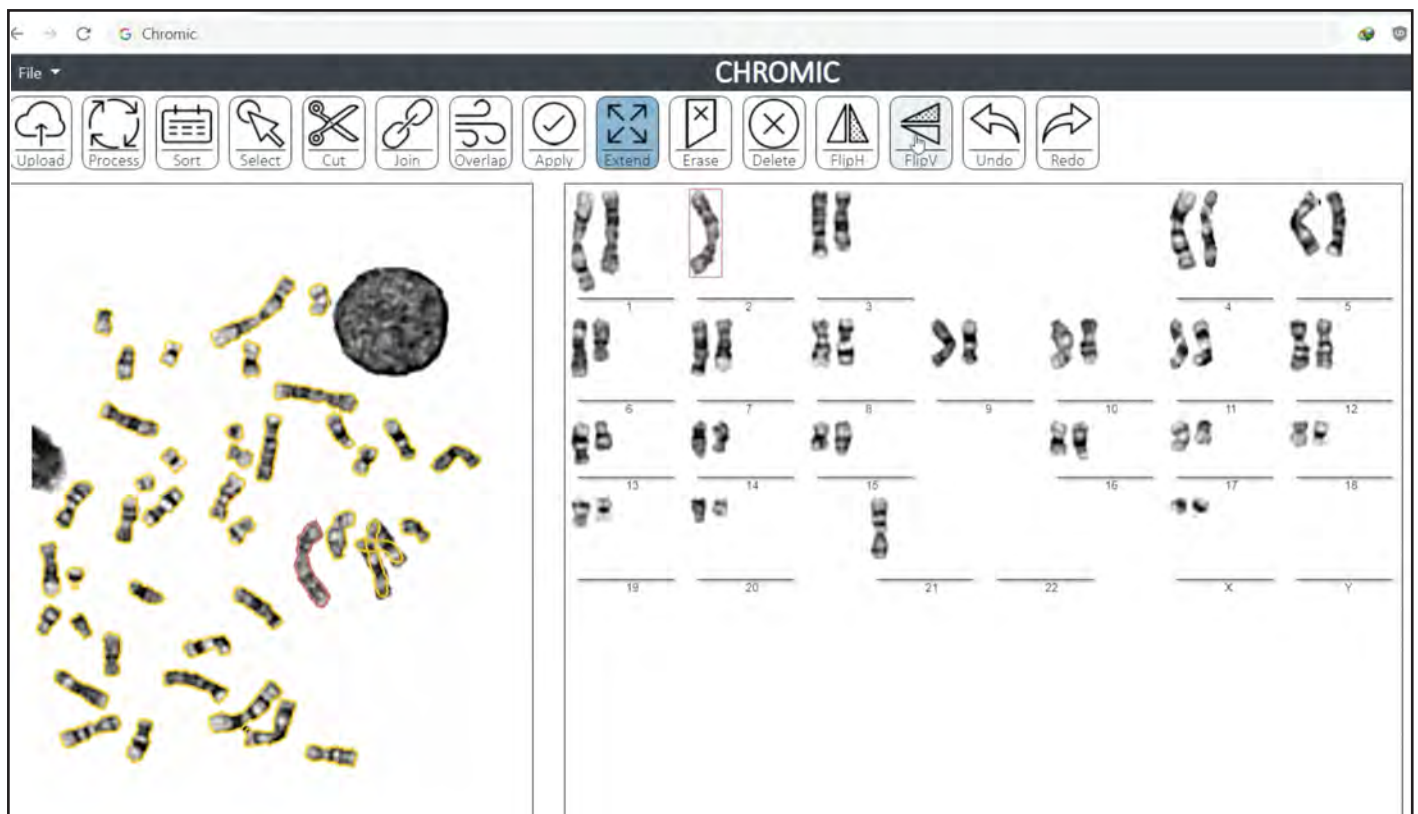 Chromic
File
CHROMIC
Upload Process Sort Select Cut Join Overlap Apply Extend Erase Delete FlipH FlipV Undo Redo
1 2 3 4 5
6 7 8 9 10 11 12
13 14 15 16 17 18
19 20 21 22 X Y